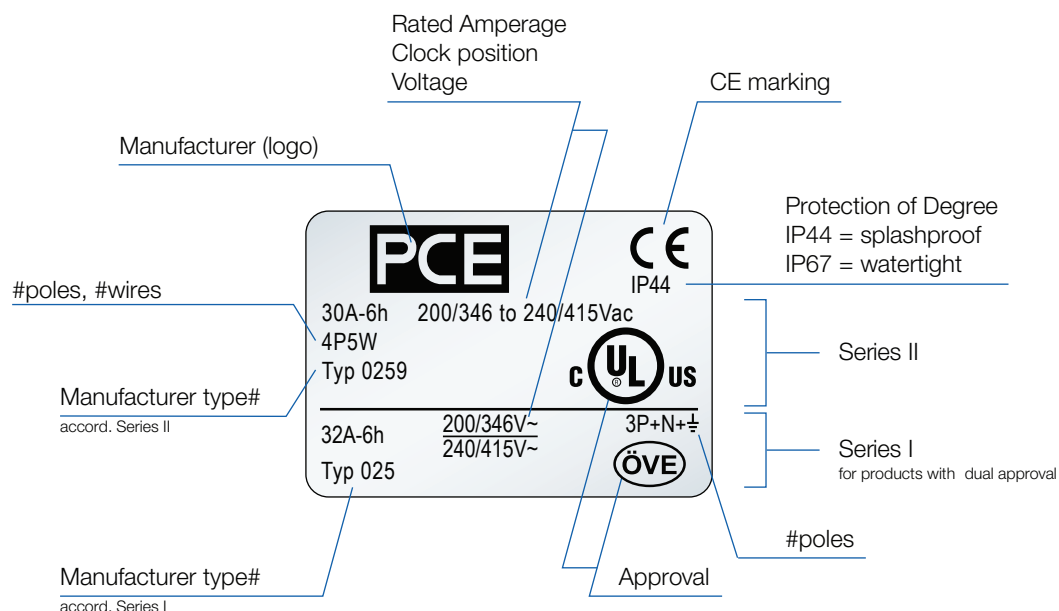 Rated Amperage
Clock position
Voltage
CE marking
Manufacturer (logo)
Protection of Degree
IP44 = splashproof
IP67 = watertight
PCE
CE
IP44
#poles, #wires
30A-6h 200/346 to 240/415Vac
4P5W
Typ 0259
C UL ® US
Series II
Manufacturer type#
accord. Series II
32A-6h 200/346V~ 3P+N+⏚
240/415V~
Typ 025
ÖVE
Series I
for products with dual approval
#poles
Manufacturer type#
accord. Series I
Approval